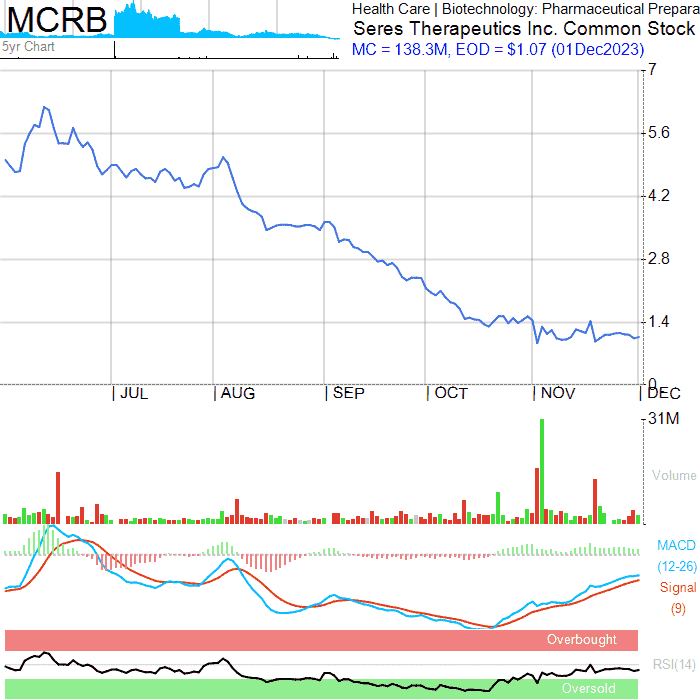 MCRB
5yr Chart
Health Care | Biotechnology: Pharmaceutical Prepara
Seres Therapeutics Inc. Common Stock
MC = 138.3M, EOD = $1.07 (01Dec2023)
7
5.6
4.2
2.8
1.4
0
JUL AUG SEP OCT NOV DEC
31M
Volume
MACD
(12-26)
Signal
(9)
Overbought
RSI(14)
Oversold